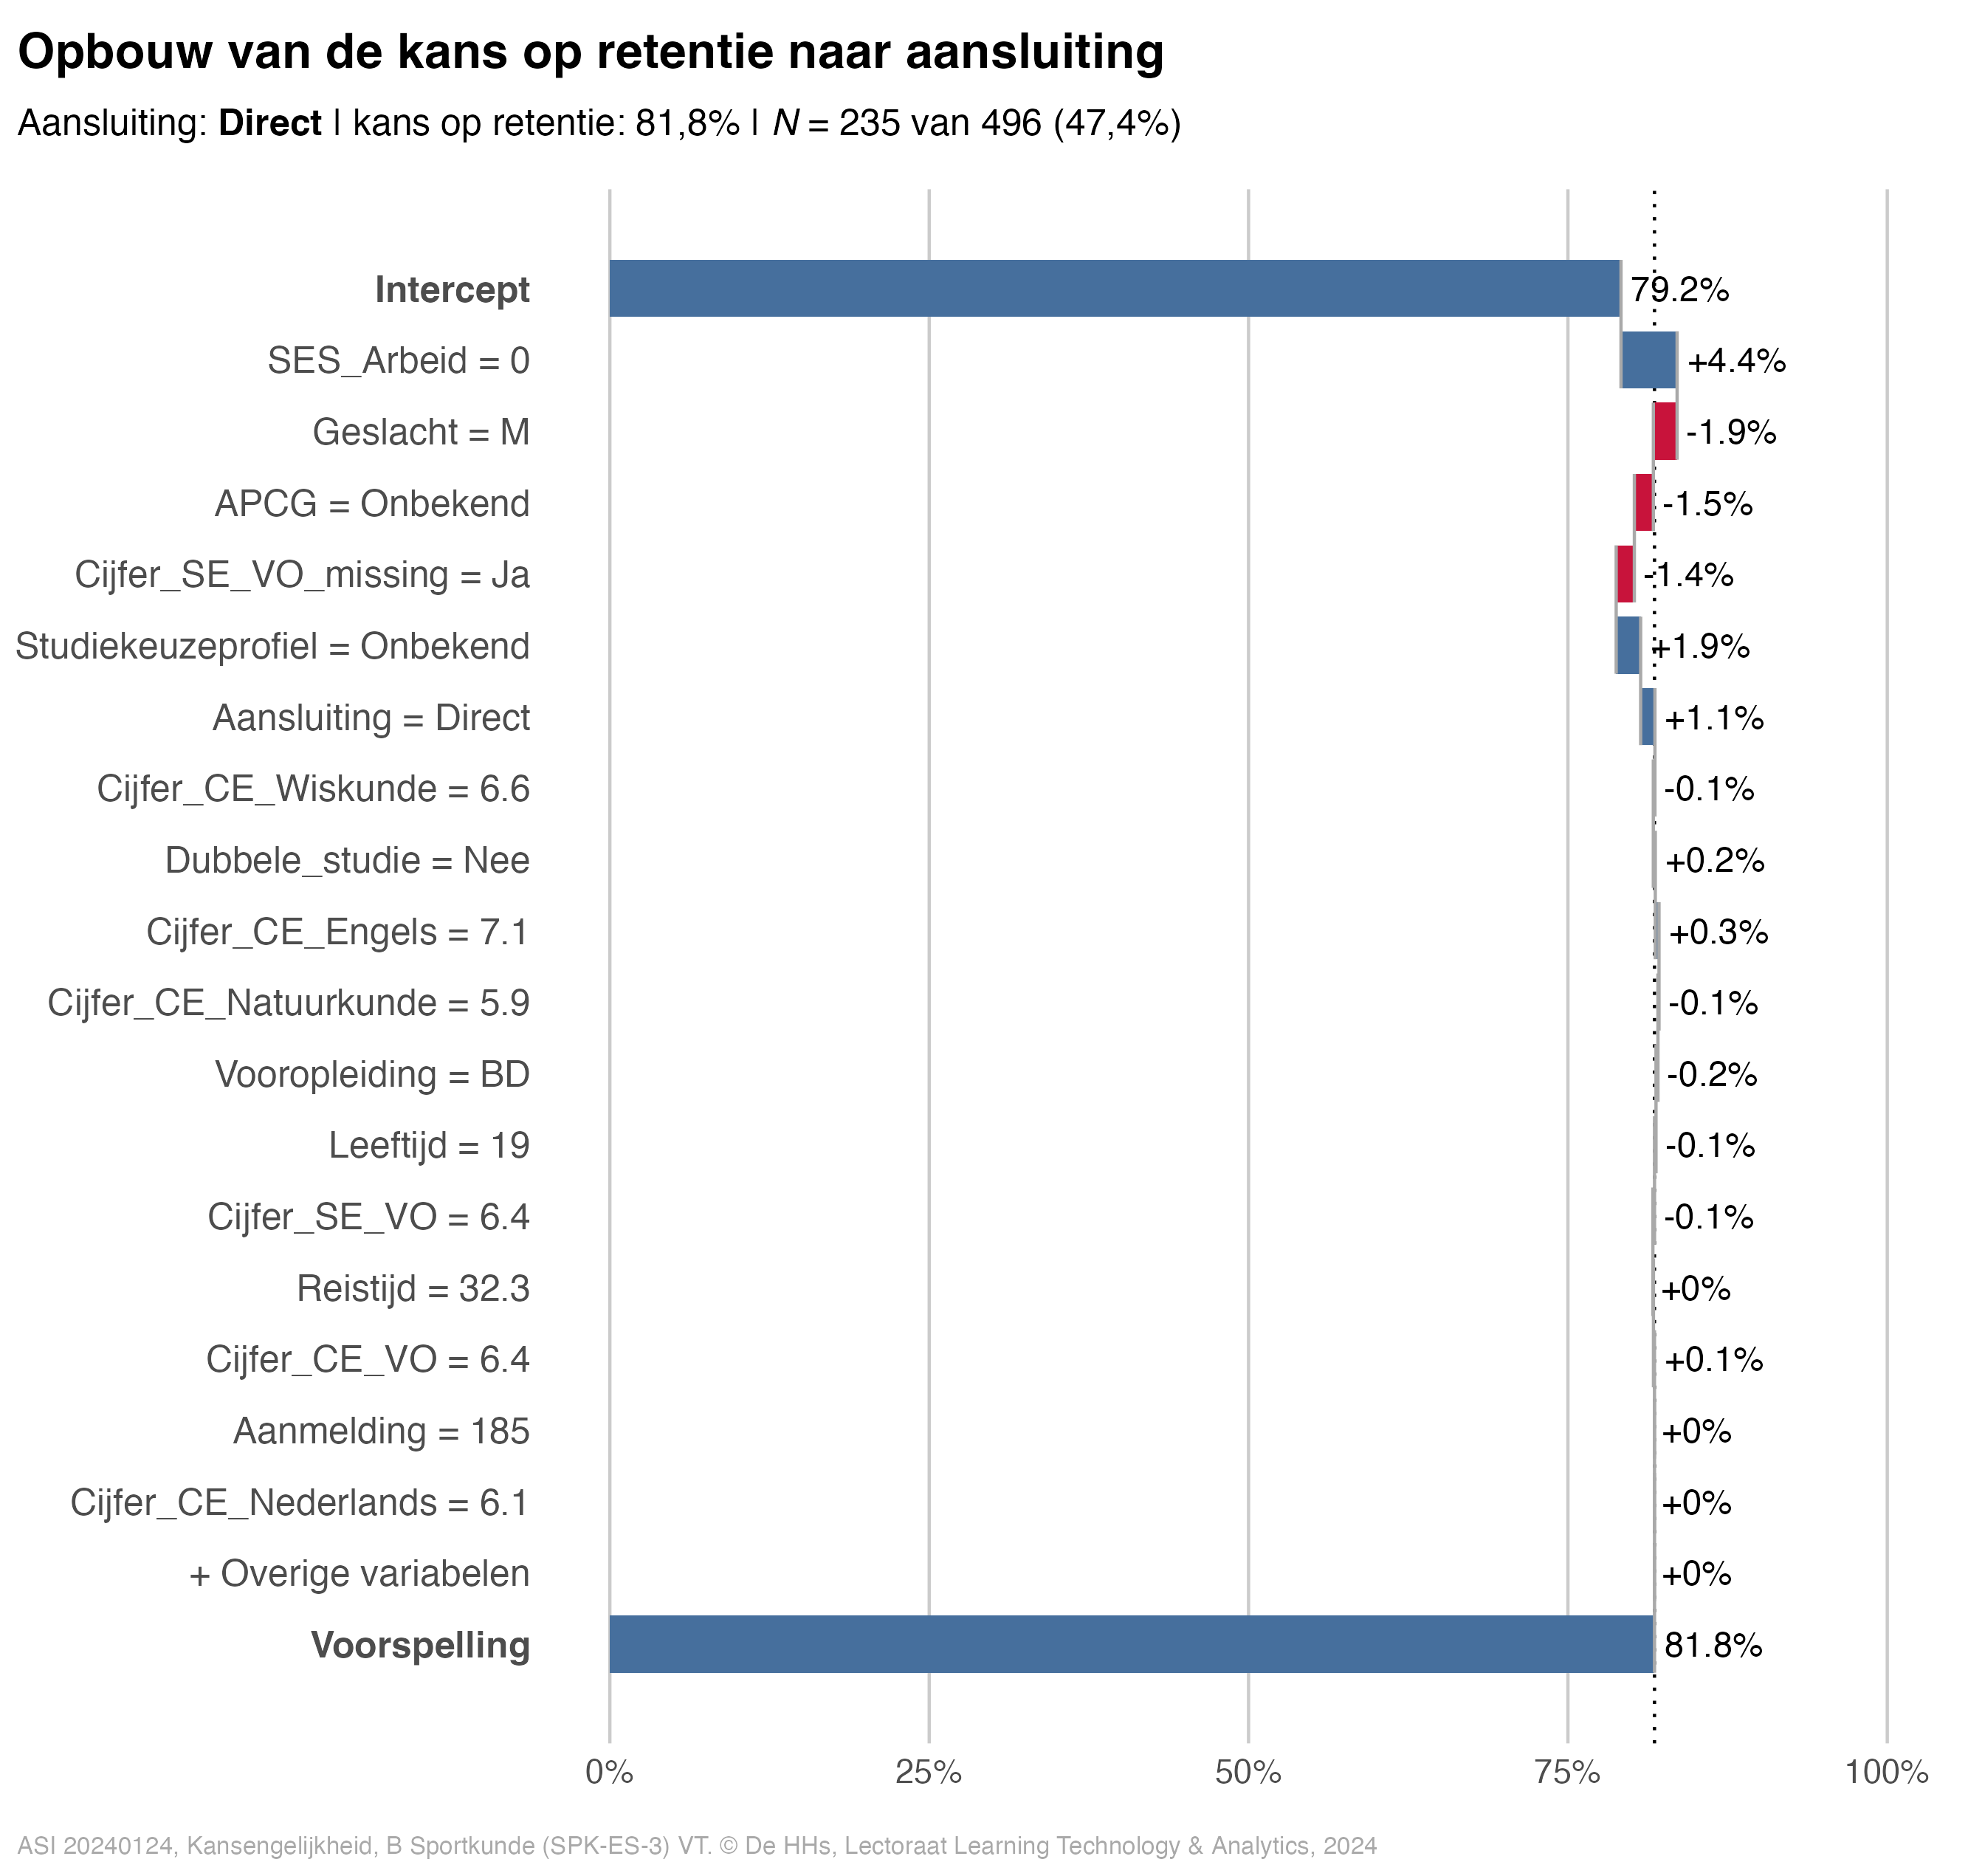 Opbouw van de kans op retentie naar aansluiting
Aansluiting: Direct | kans op retentie: 81,8% | N = 235 van 496 (47,4%)
Intercept 79.2%
SES_Arbeid = 0 +4.4%
Geslacht = M -1.9%
APCG = Onbekend -1.5%
Cijfer_SE_VO_missing = Ja -1.4%
Studiekeuzeprofiel = Onbekend +1.9%
Aansluiting = Direct +1.1%
Cijfer_CE_Wiskunde = 6.6 -0.1%
Dubbele_studie = Nee +0.2%
Cijfer_CE_Engels = 7.1 +0.3%
Cijfer_CE_Natuurkunde = 5.9 -0.1%
Vooropleiding = BD -0.2%
Leeftijd = 19 -0.1%
Cijfer_SE_VO = 6.4 -0.1%
Reistijd = 32.3 +0%
Cijfer_CE_VO = 6.4 +0.1%
Aanmelding = 185 +0%
Cijfer_CE_Nederlands = 6.1 +0%
+ Overige variabelen +0%
Voorspelling 81.8%
0% 25% 50% 75% 100%
ASI 20240124, Kansengelijkheid, B Sportkunde (SPK-ES-3) VT. © De HHs, Lectoraat Learning Technology & Analytics, 2024